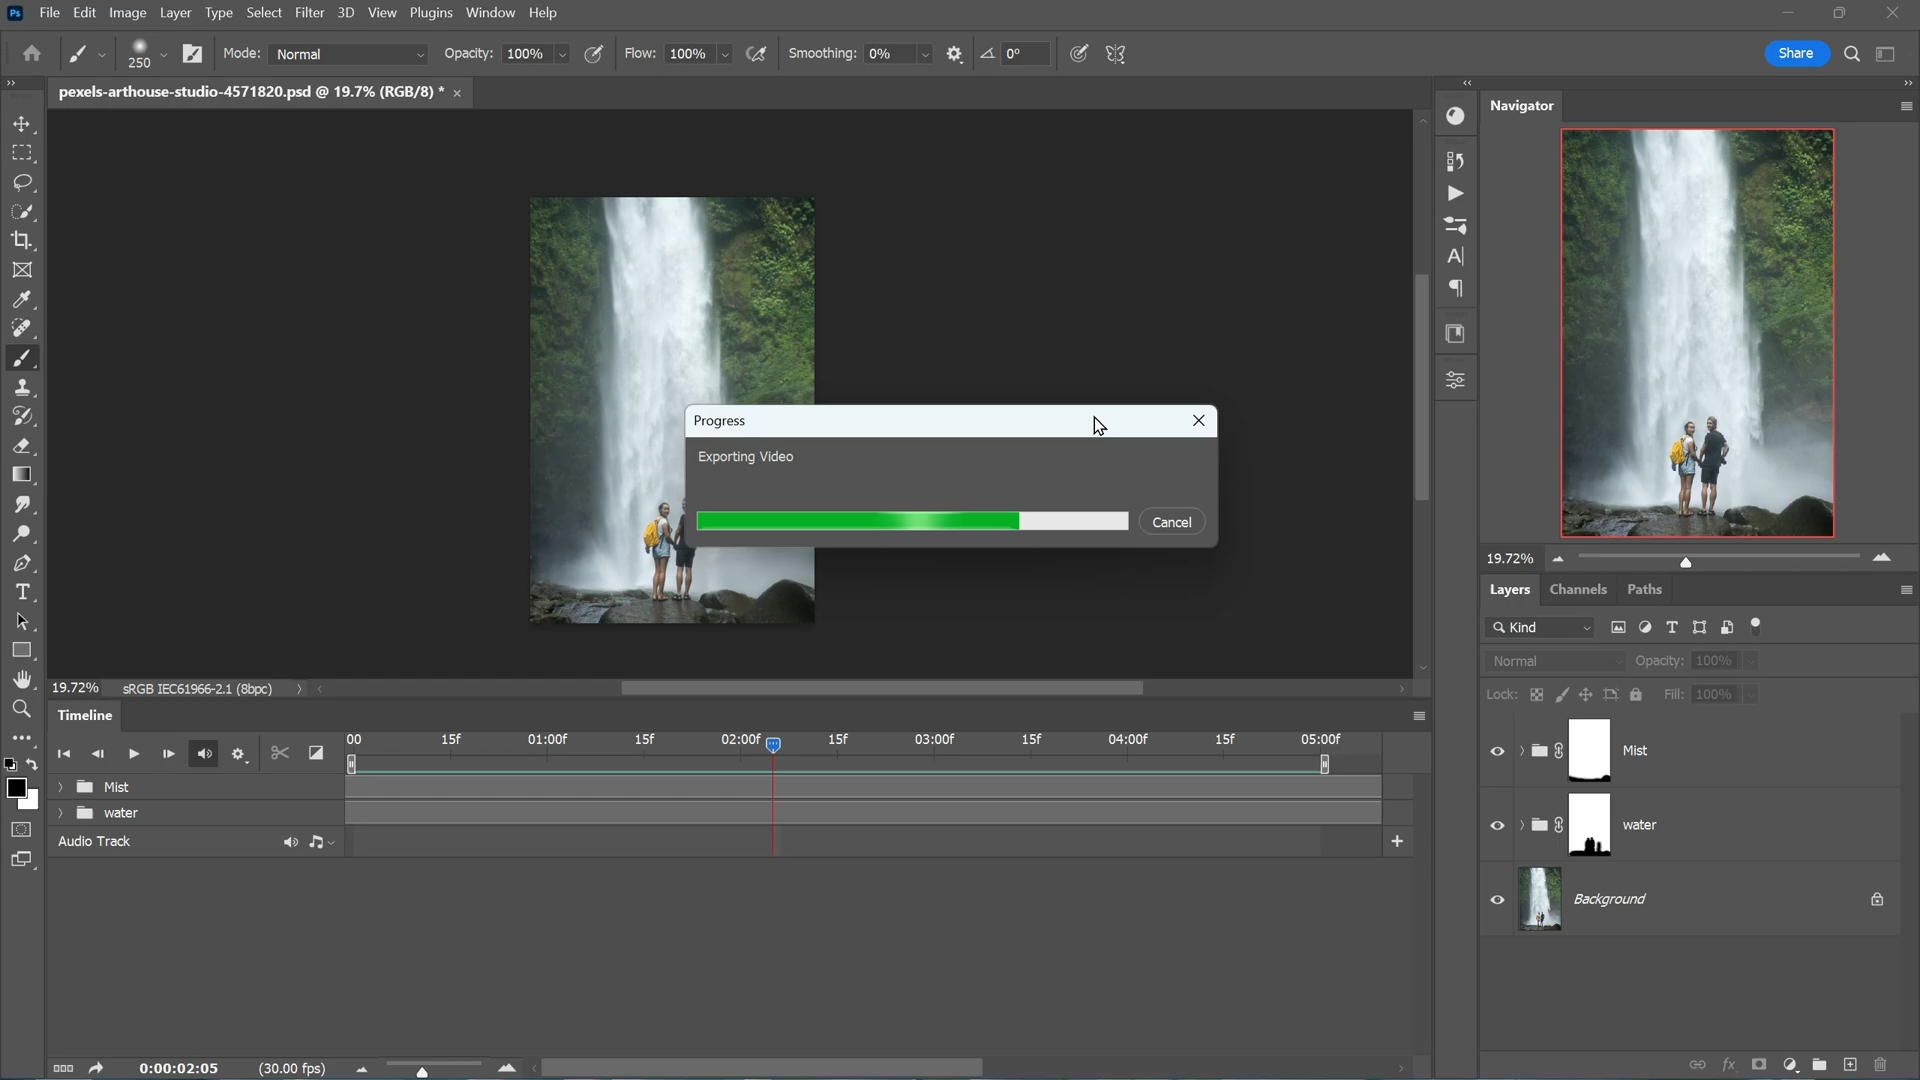 Ps File Edit Image Layer Type Select Filter 3D View Plugins Window Help
250 Mode: Normal Opacity: 100% Flow: 100% Smoothing: 0% 0° Share
pexels-arthouse-studio-4571820.psd @ 19.7% (RGB/8) *
Navigator
Progress
Exporting Video
Cancel
19.72%
Layers Channels Paths
Kind
Normal Opacity: 100%
Lock: Fill: 100%
Mist
water
Background
19.72% sRGB IEC61966-2.1 (8bpc)
Timeline
00 15f 01:00f 15f 02:00f 15f 03:00f 15f 04:00f 15f 05:00f
Mist
water
Audio Track
0:00:02:05 (30.00 fps)